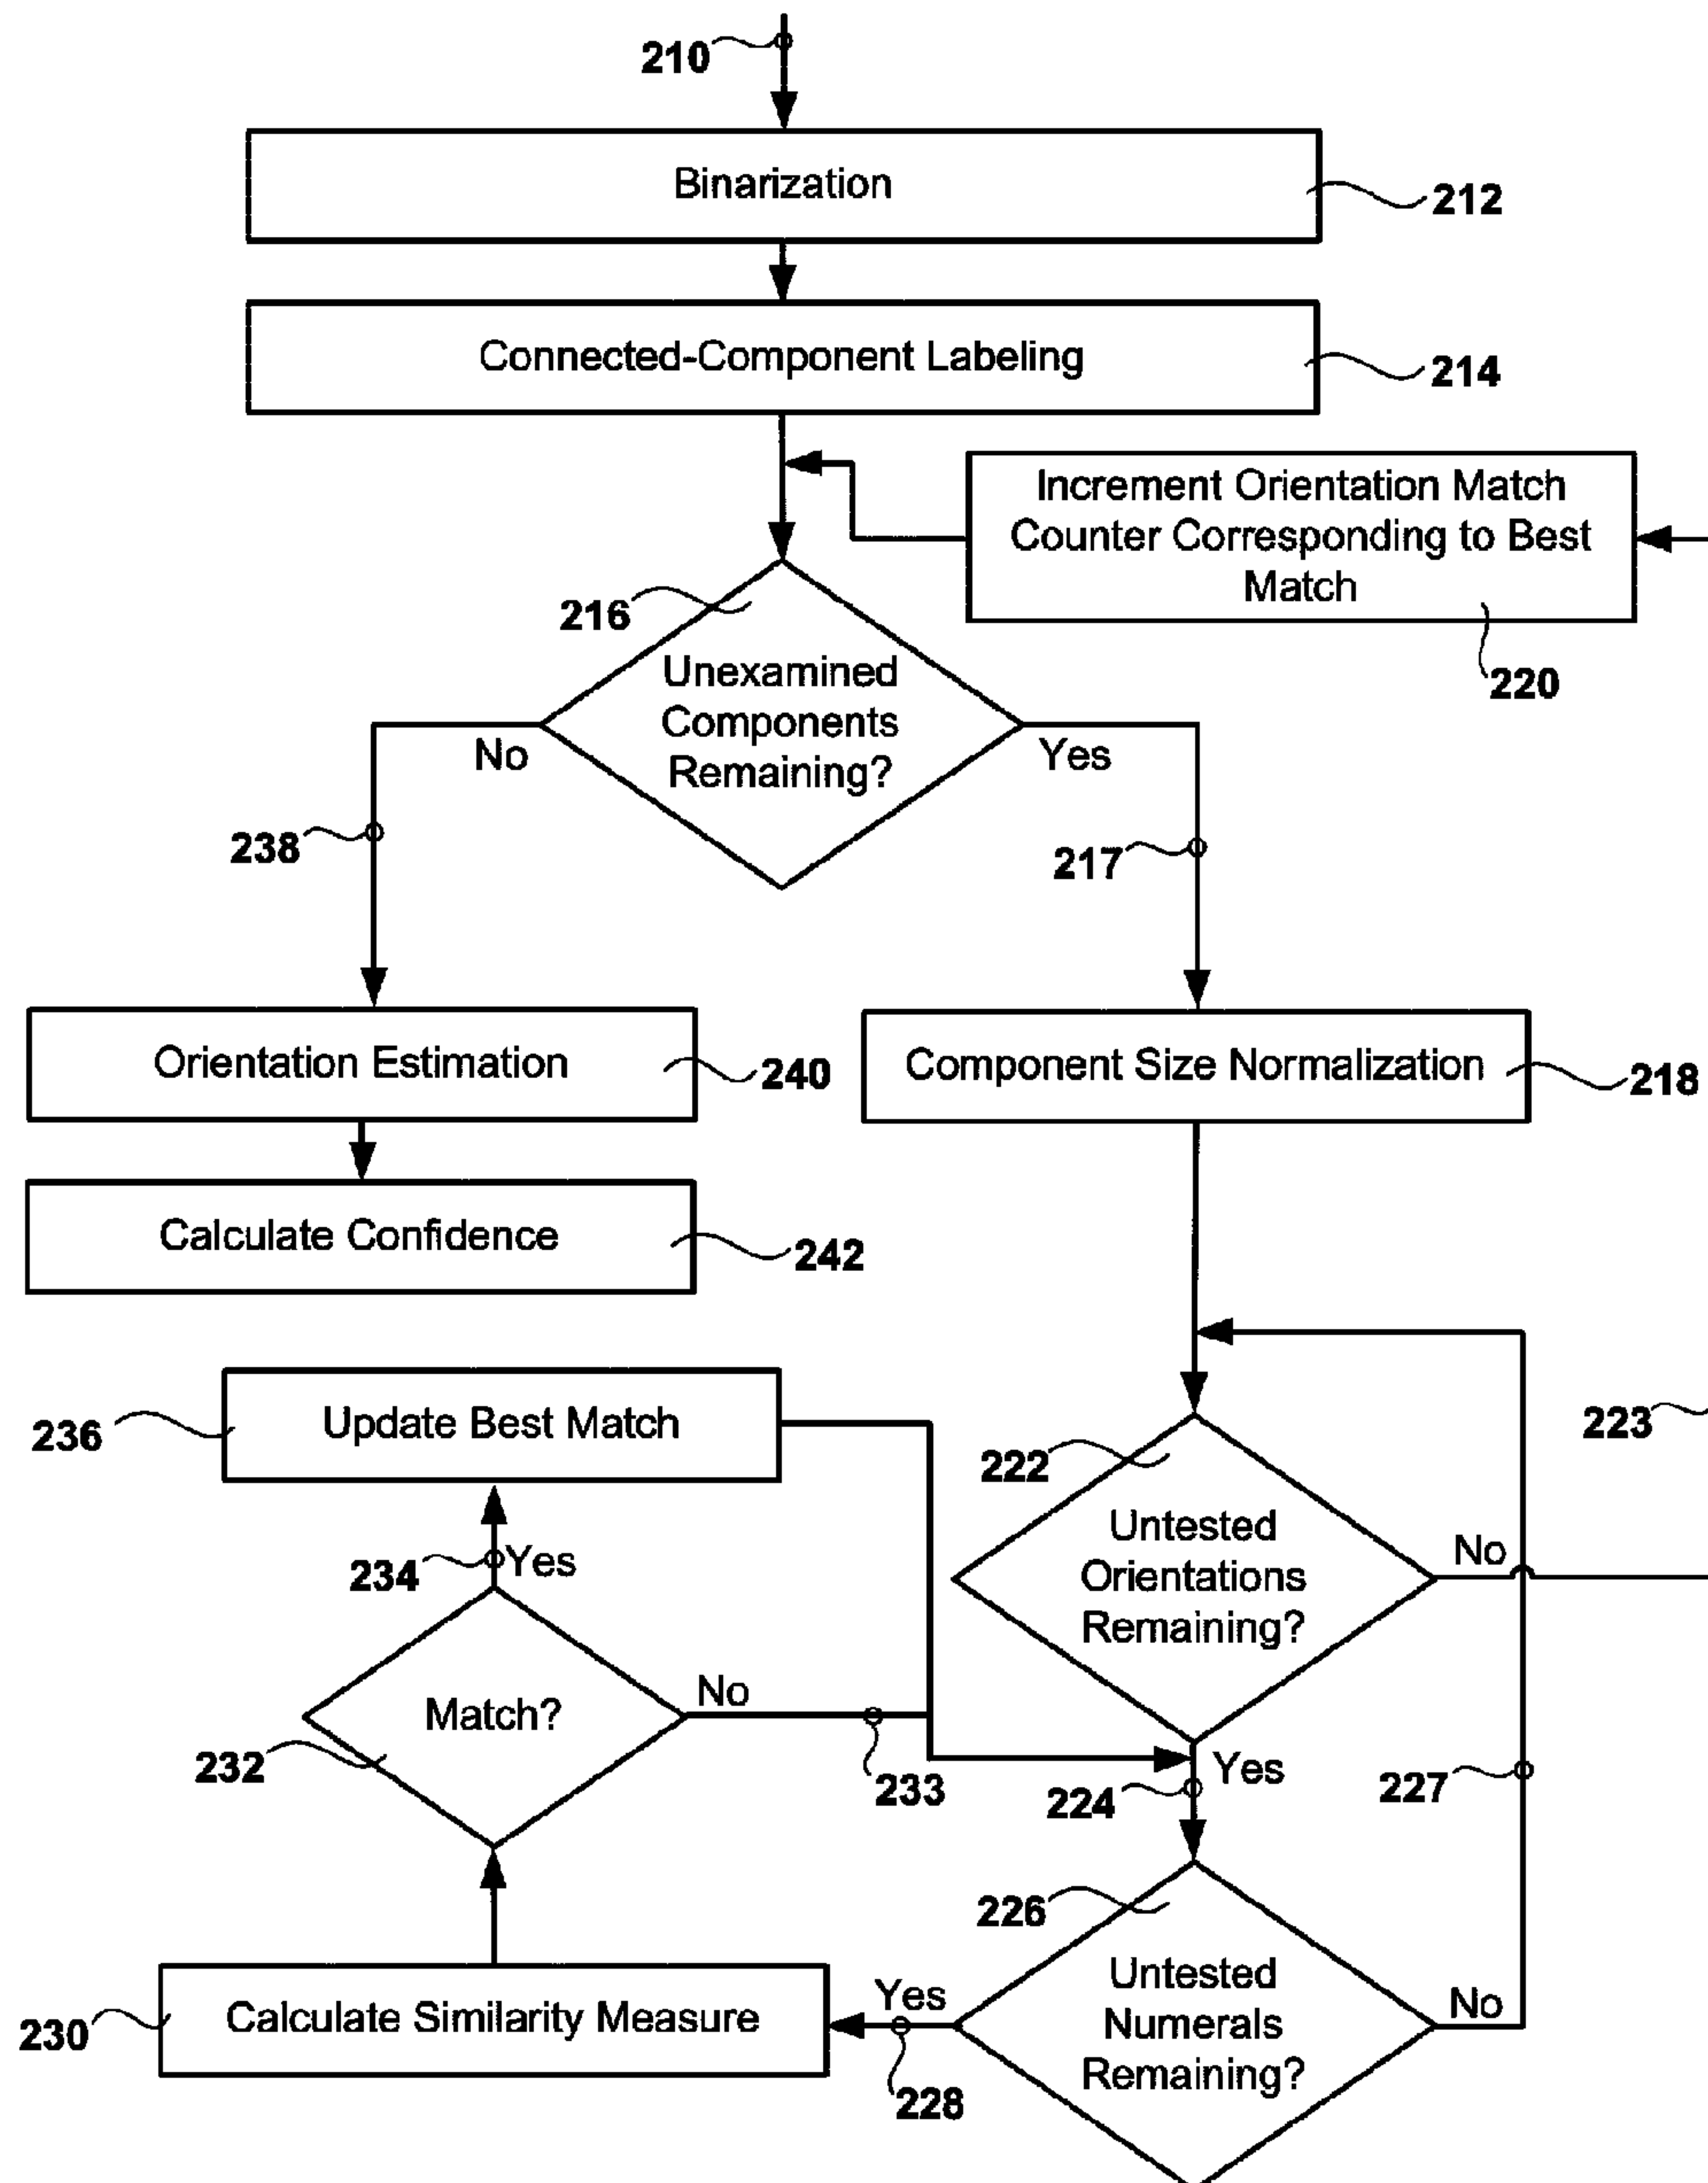 210
Binarization
212
Connected-Component Labeling
214
Increment Orientation Match
Counter Corresponding to Best
Match
220
216
Unexamined
Components
Remaining?
No
Yes
238
217
Orientation Estimation
240
Component Size Normalization
218
Calculate Confidence
242
236
Update Best Match
223
222
Untested
Orientations
Remaining?
No
234
Yes
Match?
No
232
233
Yes
224
227
226
Untested
Numerals
Remaining?
No
Yes
230
Calculate Similarity Measure
228